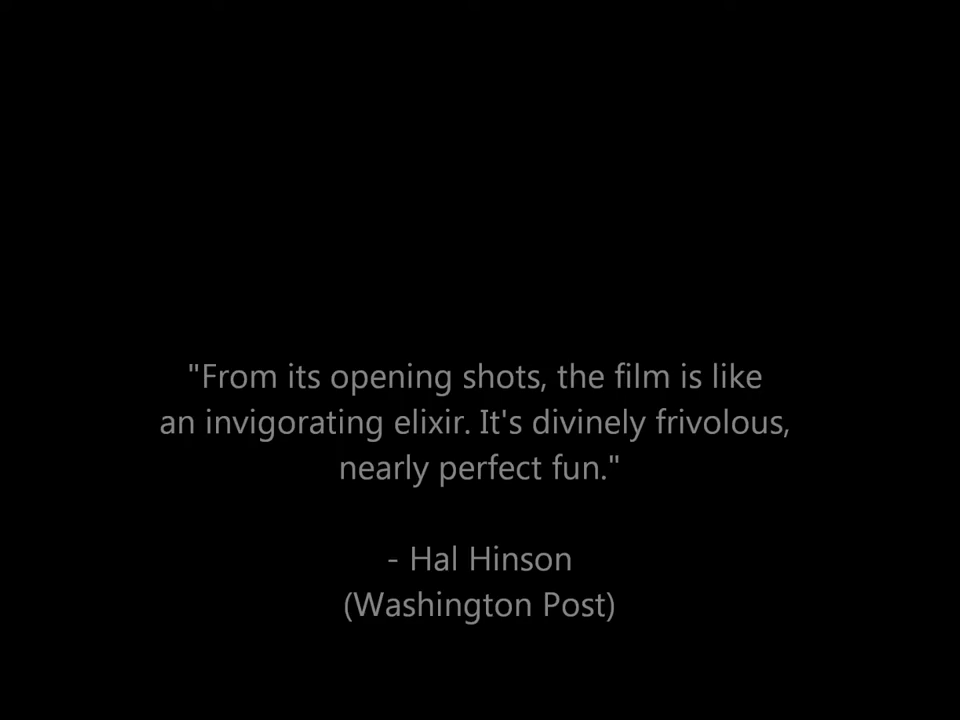 "From its opening shots, the film is like
an invigorating elixir. It's divinely frivolous,
nearly perfect fun."
- Hal Hinson
(Washington Post)